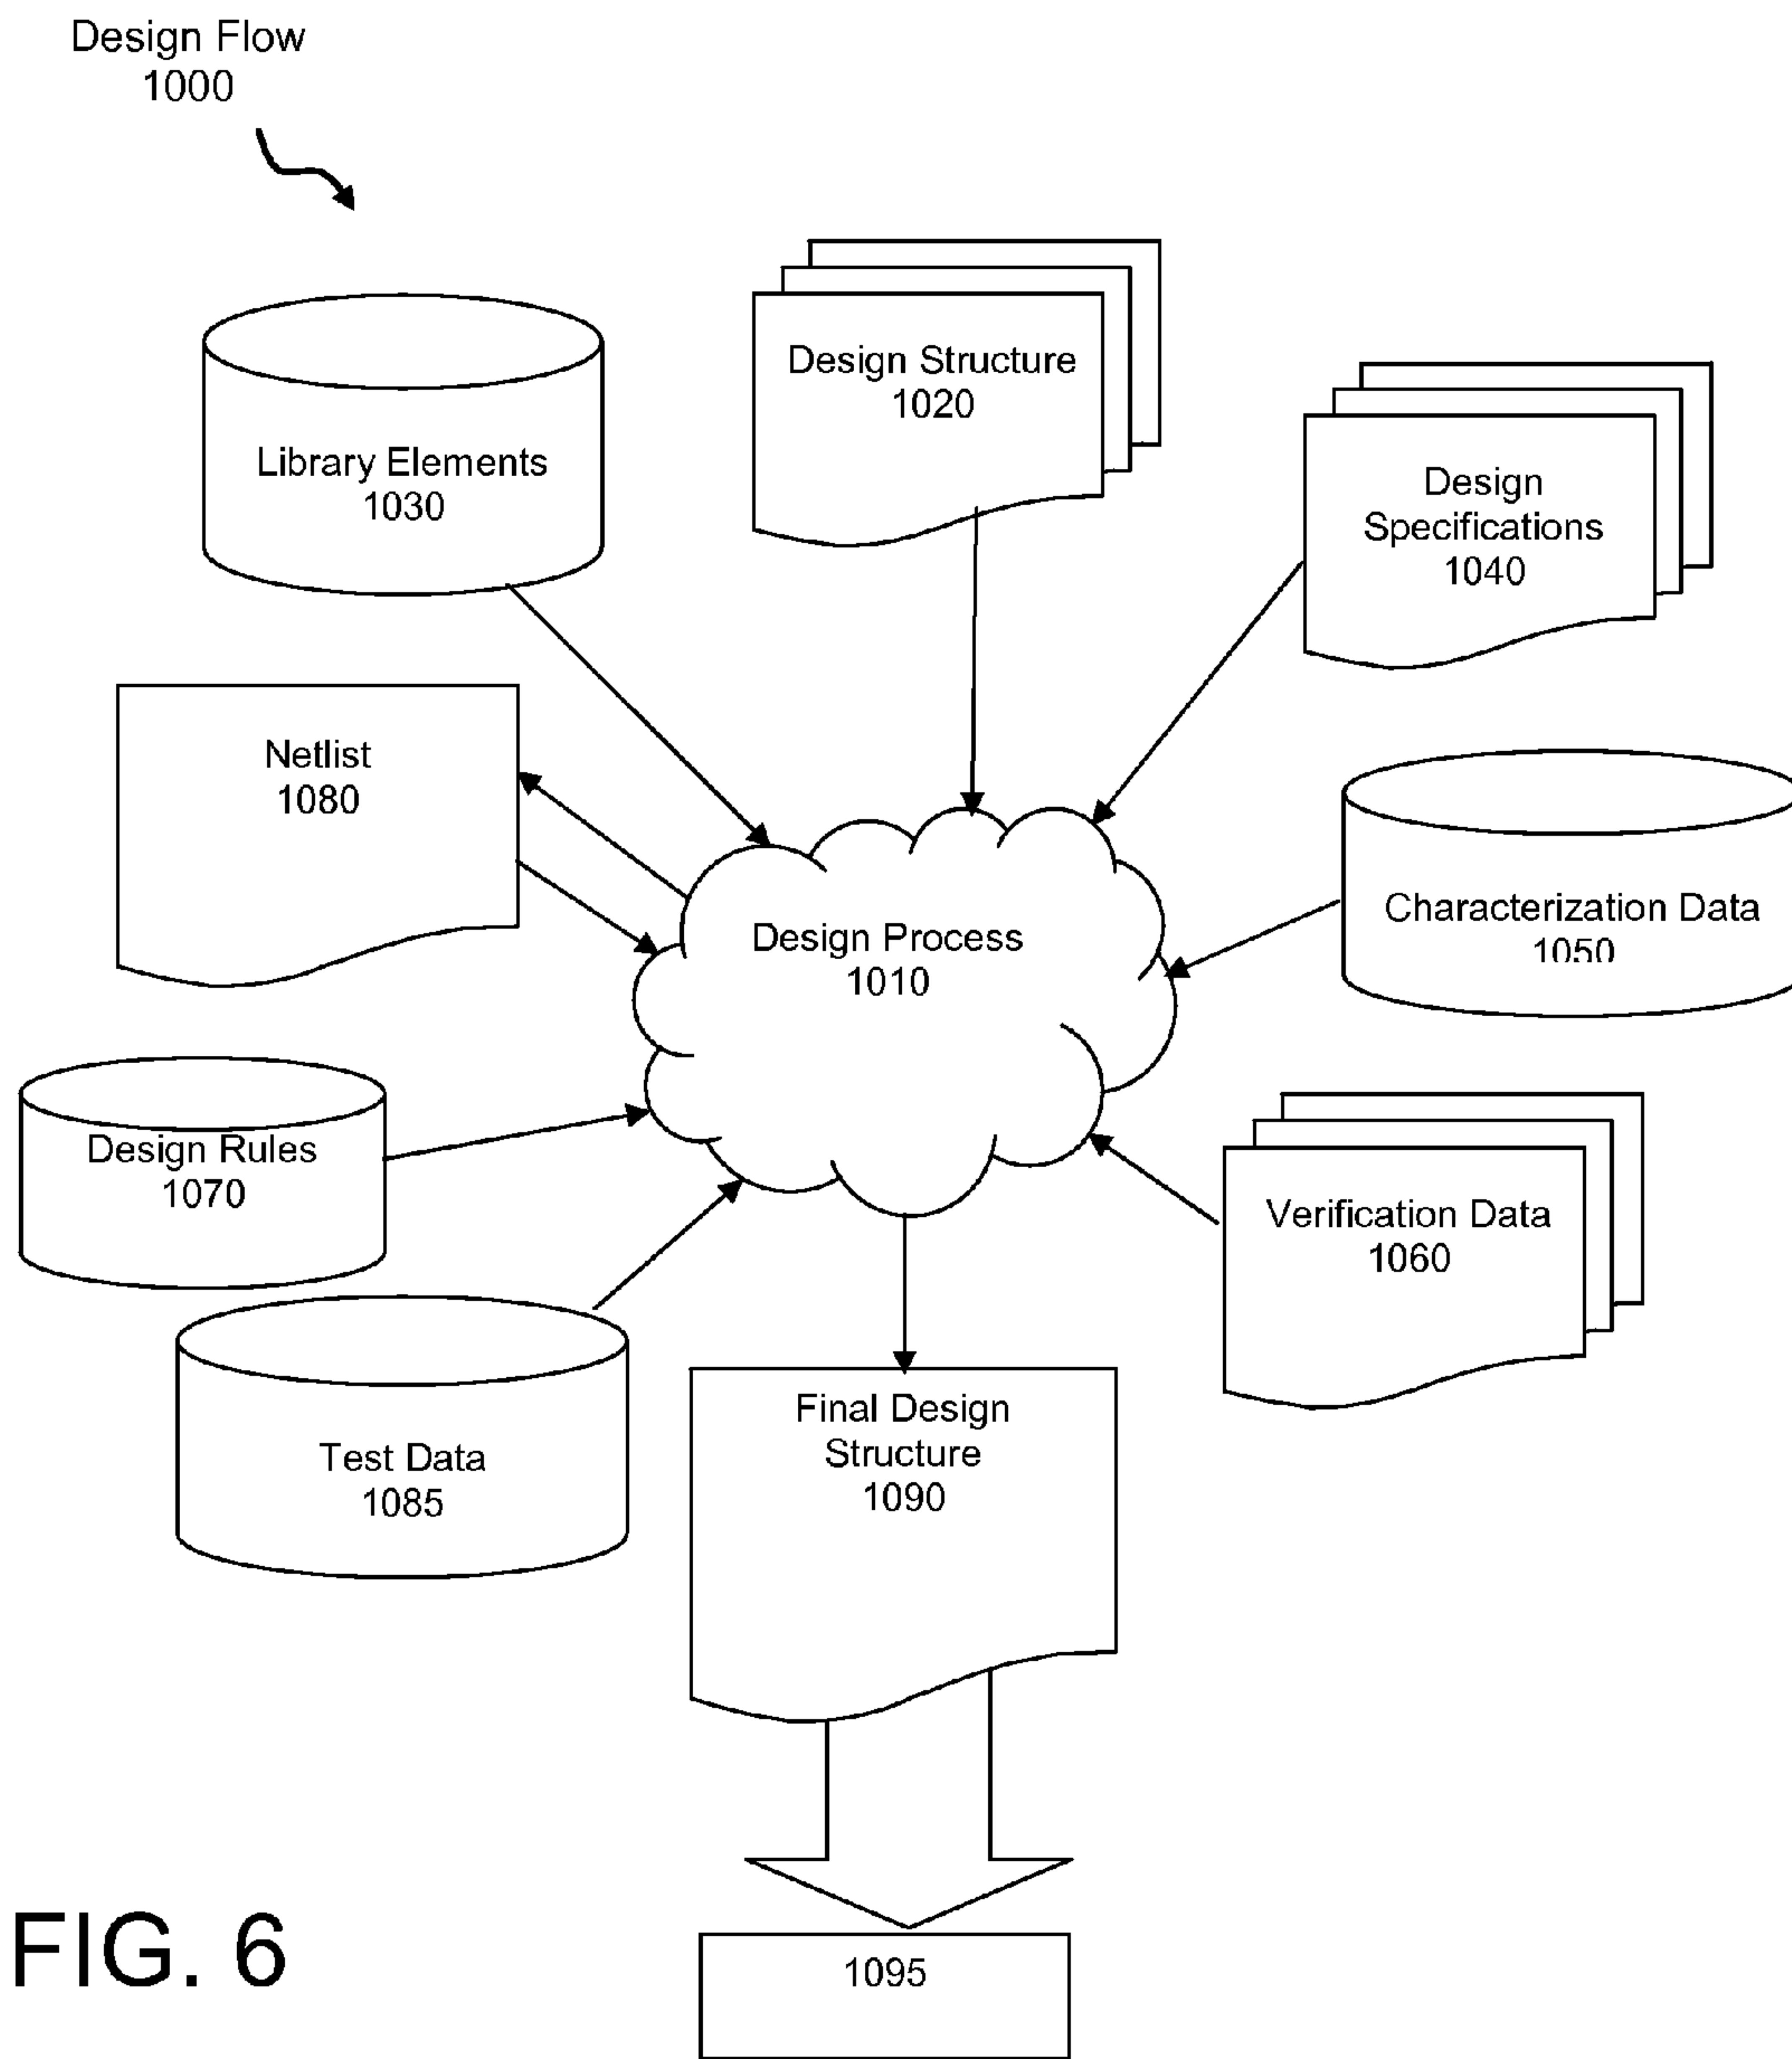 Design Flow
1000
Design Structure
1020
Library Elements
1030
Design
Specifications
1040
Netlist
1080
Characterization Data
1050
Design Process
1010
Design Rules
1070
Verification Data
1060
Test Data
1085
Final Design
Structure
1090
1095
FIG. 6